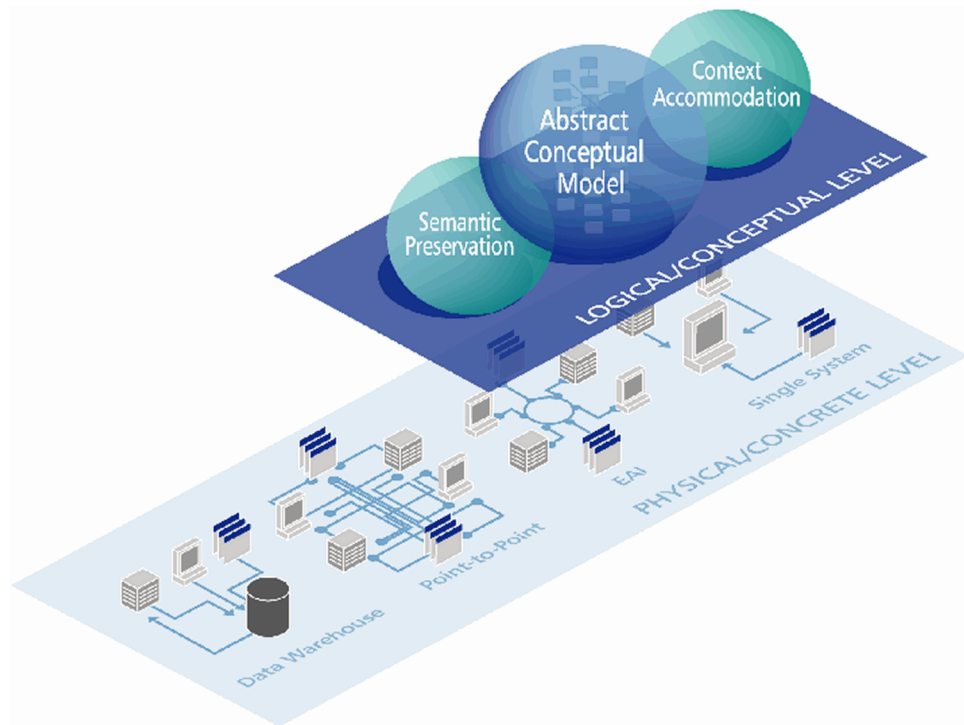 Context
Accommodation
Abstract
Conceptual
Model
Semantic
Preservation
LOGICAL/CONCEPTUAL LEVEL
Single System
EAI
PHYSICAL/CONCRETE LEVEL
Point-to-Point
Data Warehouse